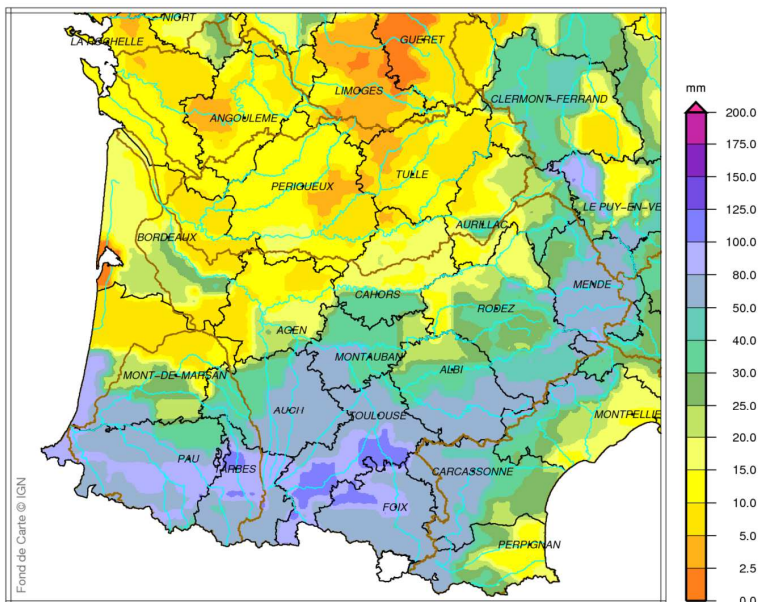 NIORT
LA ROCHELLE
GUERET
LIMOGES
CLERMONT-FERRAND
ANGOULEME
PERIGUEUX
TULLE
LE PUY-EN-VE
AURILLAC
BORDEAUX
MENDE
CAHORS
RODEZ
AGEN
MONTAUBAN
ALBI
MONT-DE-MARSAN
AUCH
TOULOUSE
MONTPELLIE
PAU
TARBES
CARCASSONNE
FOIX
PERPIGNAN
Fond de Carte © IGN
mm
200.0
175.0
150.0
125.0
100.0
80.0
50.0
40.0
30.0
25.0
20.0
15.0
10.0
5.0
2.5
0.0